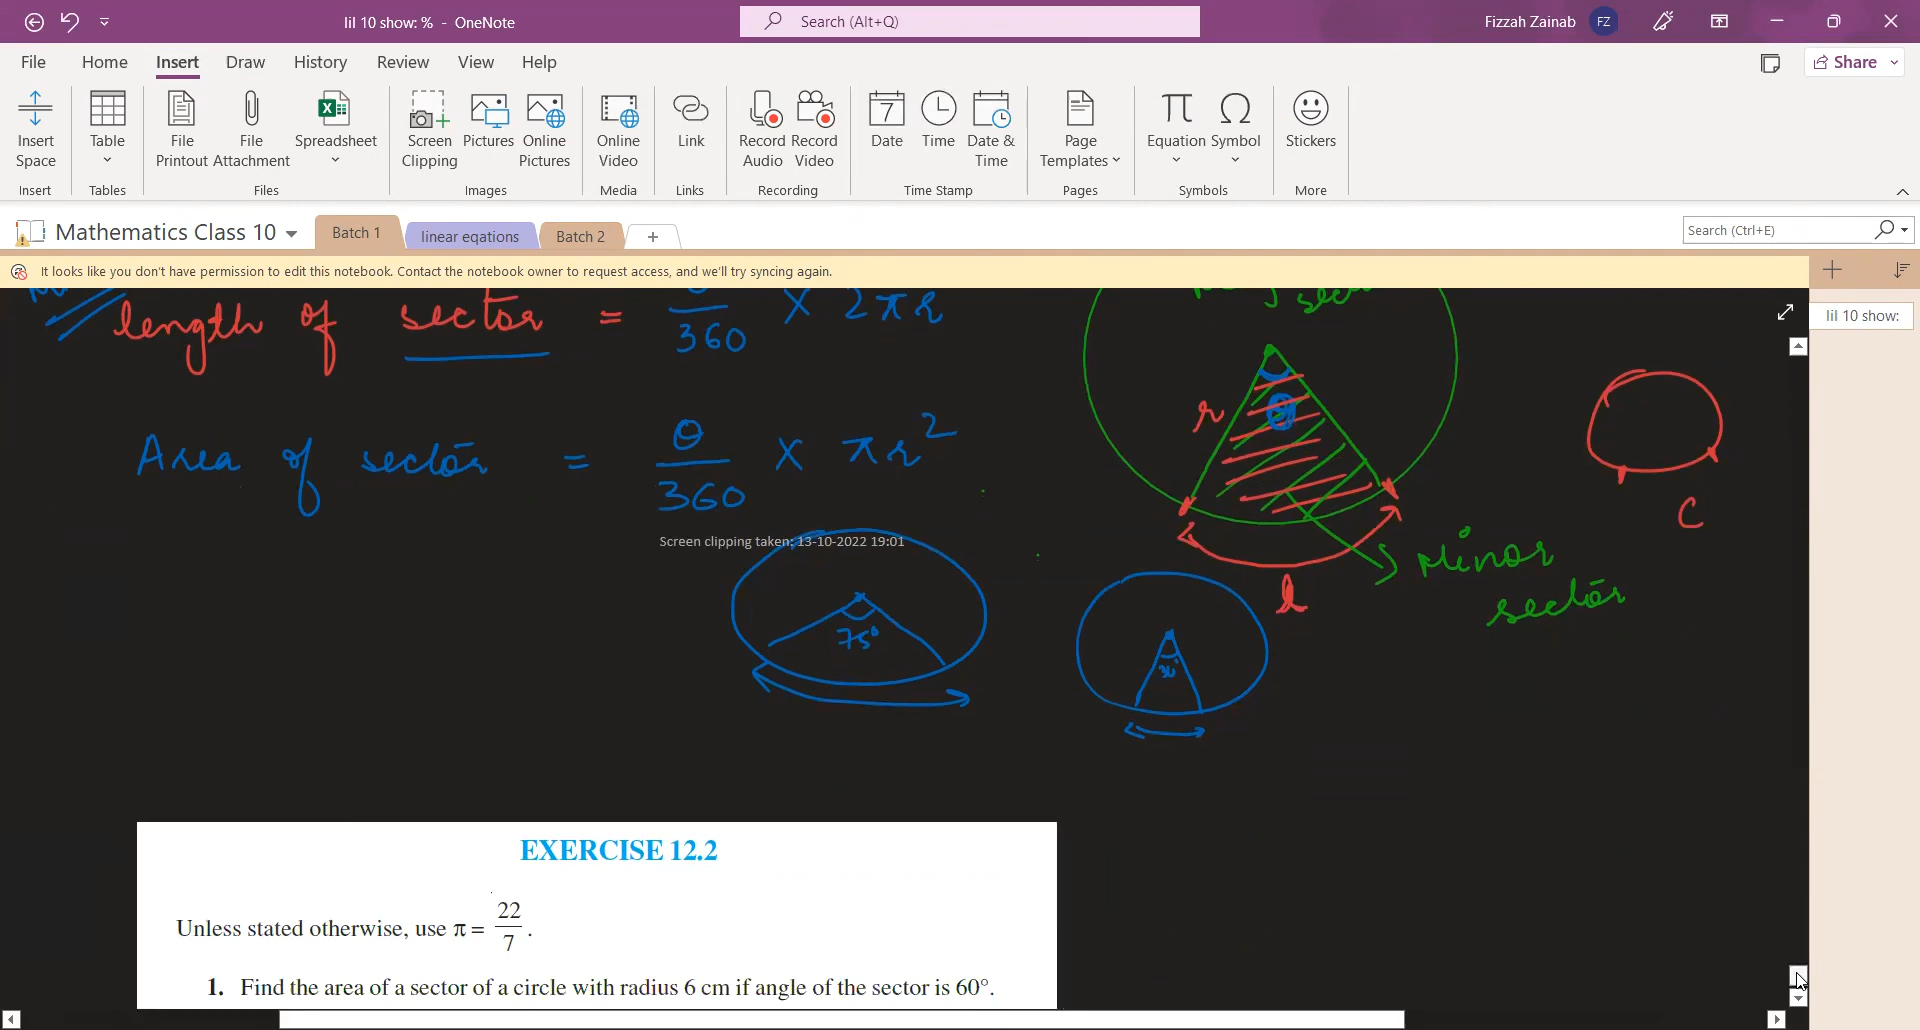 lil 10 show: % - OneNote
Search (Alt+Q)
Fizzah Zainab FZ
File Home Insert Draw History Review View Help
Share
Insert Space
Table
File Printout
File Attachment
Spreadsheet
Screen Clipping
Pictures
Online Pictures
Online Video
Link
Record Audio
Record Video
7
Date
Time
Date & Time
Page Templates
Equation
Symbol
Stickers
Insert Tables Files Images Media Links Recording Time Stamp Pages Symbols More
Mathematics Class 10
Batch 1
linear eqations
Batch 2
Search (Ctrl+E)
It looks like you don't have permission to edit this notebook. Contact the notebook owner to request access, and we'll try syncing again.
lil 10 show:
length of sector = θ/360 × 2πr
Area of sector = θ/360 × πr²
θ
r
l
C
Minor sector
Screen clipping taken: 13-10-2022 19:01
75°
EXERCISE 12.2
Unless stated otherwise, use π = 22/7.
1. Find the area of a sector of a circle with radius 6 cm if angle of the sector is 60°.